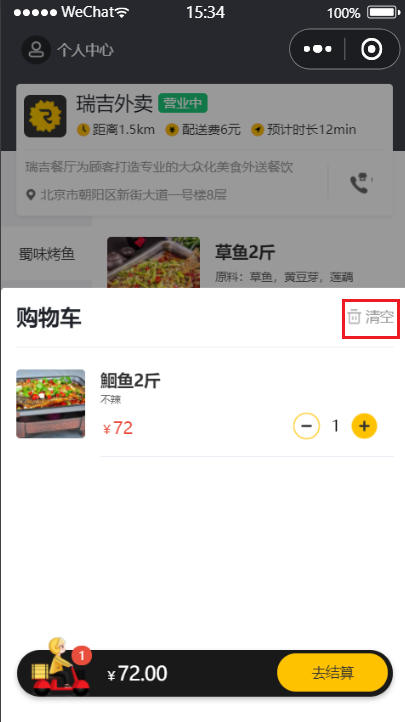 WeChat 15:34 100%
个人中心
瑞吉外卖 营业中
距离1.5km 配送费6元 预计时长12min
瑞吉餐厅为顾客打造专业的大众化美食外送餐饮
北京市朝阳区新街大道一号楼8层
蜀味烤鱼
草鱼2斤
原料：草鱼，黄豆芽，莲藕
购物车 清空
鮰鱼2斤
不辣
¥72 1
1
¥72.00 去结算